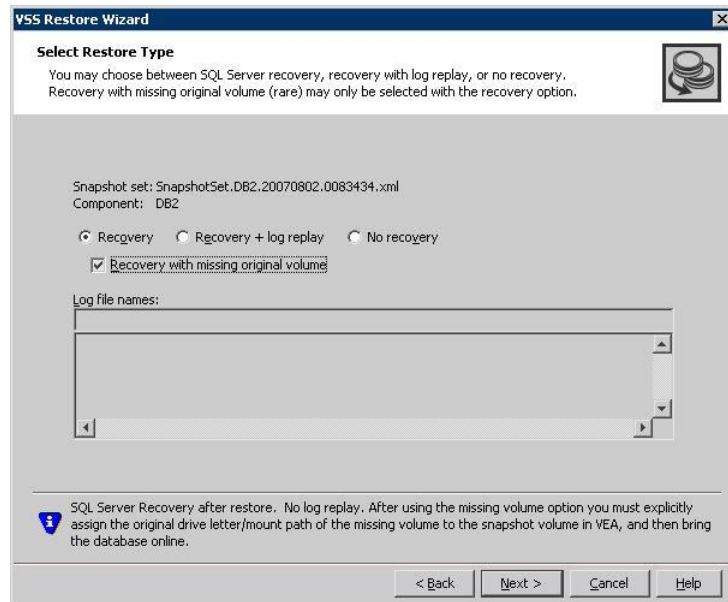 VSS Restore Wizard
Select Restore Type
You may choose between SQL Server recovery, recovery with log replay, or no recovery.
Recovery with missing original volume (rare) may only be selected with the recovery option.
Snapshot set: SnapshotSet.DB2.20070802.0083434.xml
Component: DB2
Recovery Recovery + log replay No recovery
Recovery with missing original volume
Log file names:
SQL Server Recovery after restore. No log replay. After using the missing volume option you must explicitly
assign the original drive letter/mount path of the missing volume to the snapshot volume in VEA, and then bring
the database online.
< Back Next > Cancel Help